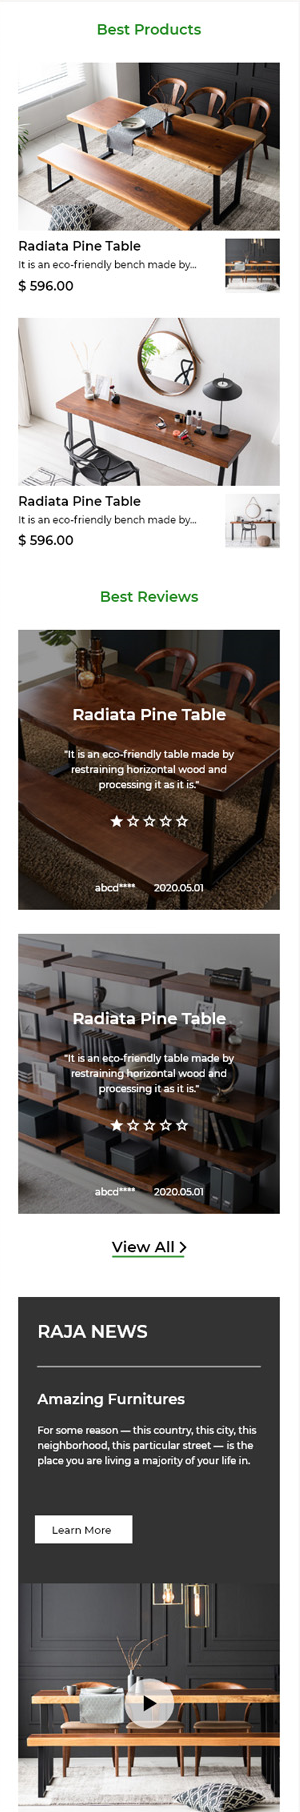 Best Products
Radiata Pine Table
It is an eco-friendly bench made by...
$ 596.00
Radiata Pine Table
It is an eco-friendly bench made by...
$ 596.00
Best Reviews
Radiata Pine Table
"It is an eco-friendly table made by
restraining horizontal wood and
processing it as it is."
abcd**** 2020.05.01
Radiata Pine Table
"It is an eco-friendly table made by
restraining horizontal wood and
processing it as it is."
abcd**** 2020.05.01
View All >
RAJA NEWS
Amazing Furnitures
For some reason — this country, this city, this
neighborhood, this particular street — is the
place you are living a majority of your life in.
Learn More